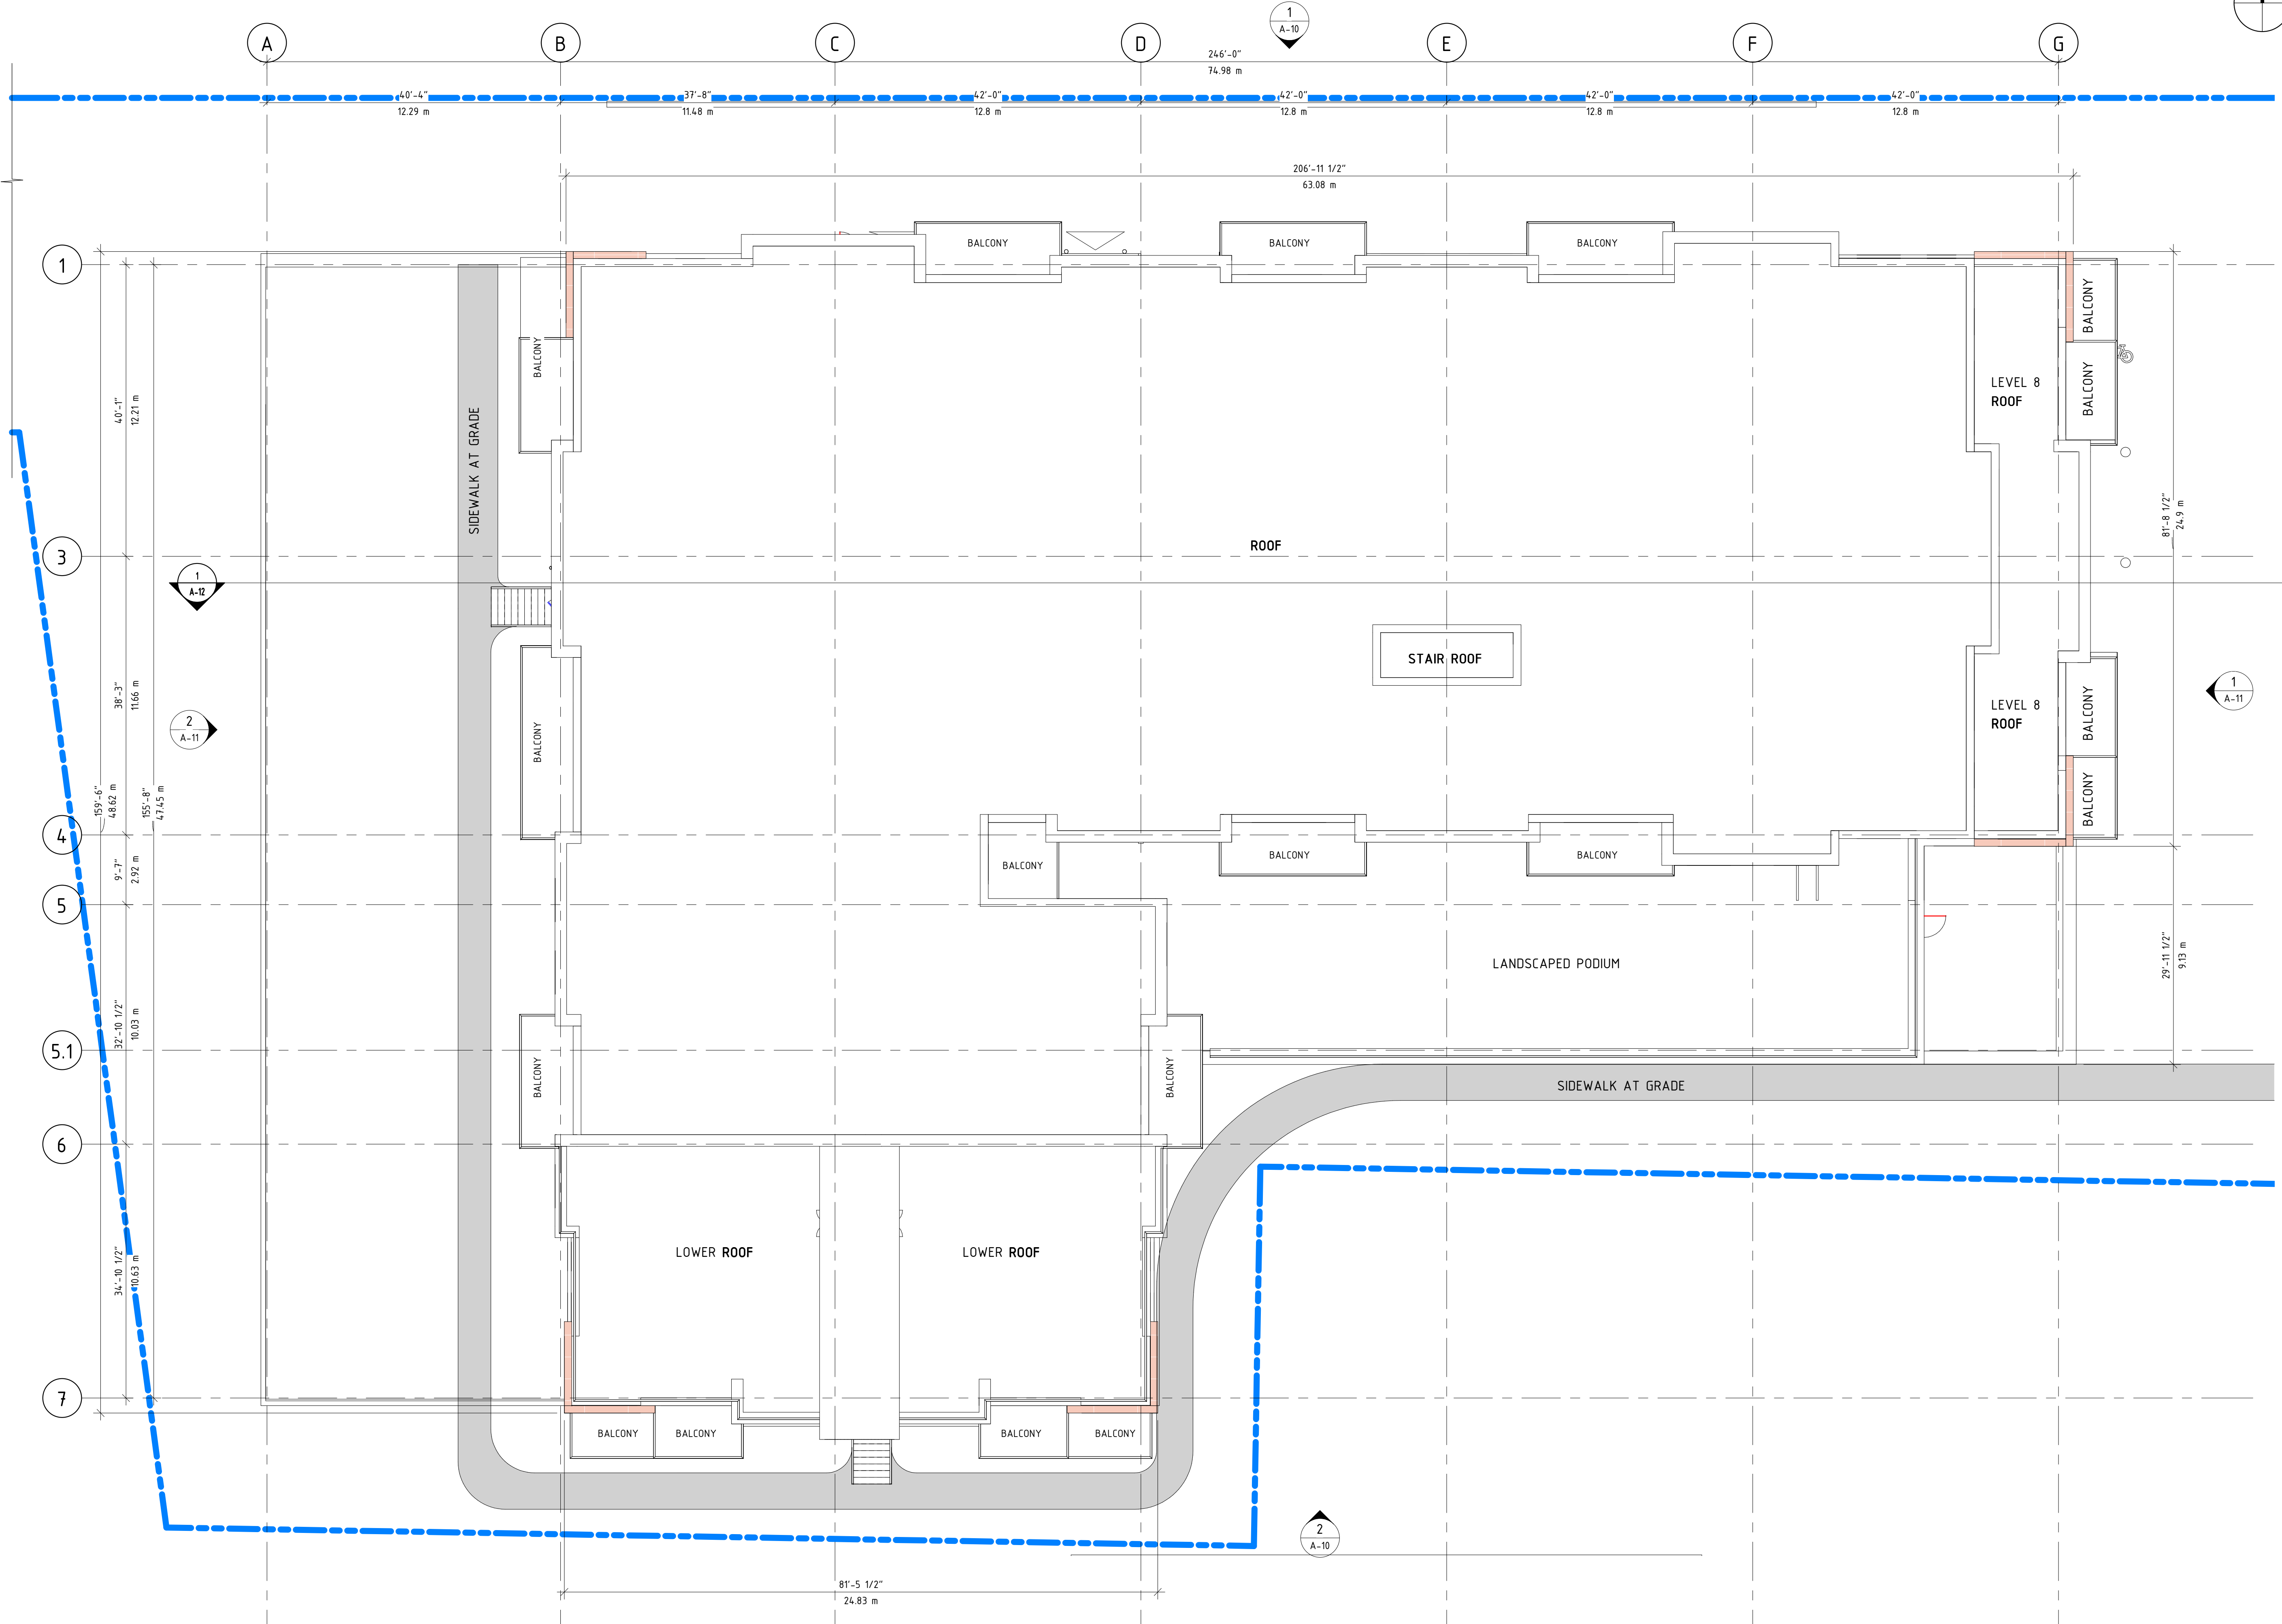 1
A-10
A
B
C
D
E
F
G
246'-0"
74.98 m
40'-4"
37'-8"
42'-0"
42'-0"
42'-0"
42'-0"
12.29 m
11.48 m
12.8 m
12.8 m
12.8 m
12.8 m
206'-11 1/2"
63.08 m
BALCONY
BALCONY
BALCONY
1
BALCONY
BALCONY
BALCONY
LEVEL 8
ROOF
40'-1"
12.21 m
SIDEWALK AT GRADE
81'-8 1/2"
24.9 m
3
ROOF
1
A-12
STAIR ROOF
38'-3"
11.66 m
1
A-11
LEVEL 8
ROOF
BALCONY
2
A-11
BALCONY
159'-6"
48.62 m
155'-8"
47.45 m
BALCONY
4
BALCONY
BALCONY
BALCONY
9'-7"
2.92 m
5
29'-11 1/2"
9.13 m
LANDSCAPED PODIUM
32'-10 1/2"
10.03 m
5.1
BALCONY
BALCONY
SIDEWALK AT GRADE
6
LOWER ROOF
LOWER ROOF
34'-10 1/2"
10.63 m
7
BALCONY
BALCONY
BALCONY
BALCONY
2
A-10
81'-5 1/2"
24.83 m